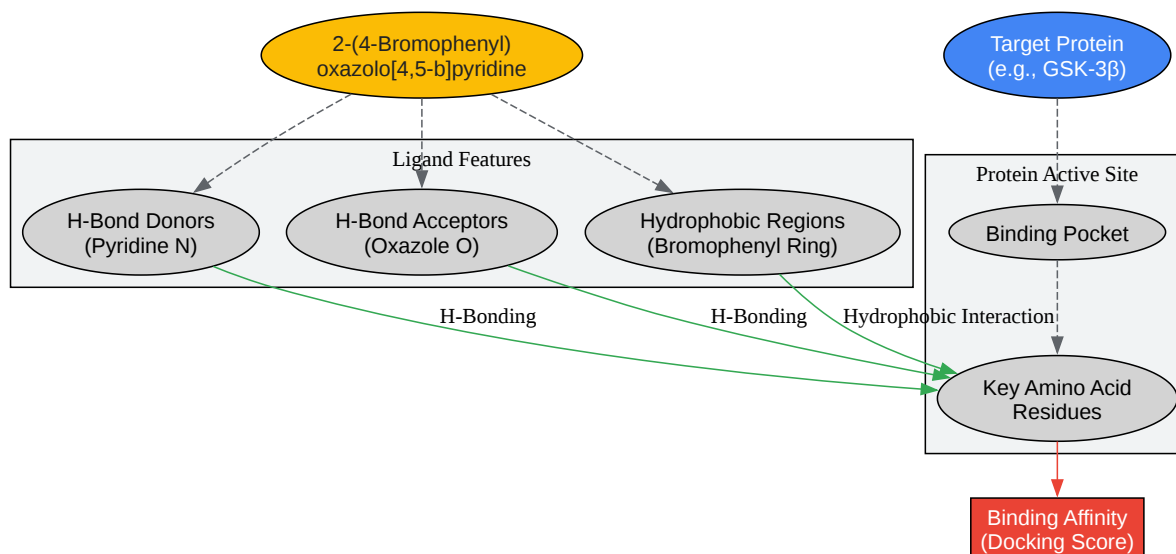 2-(4-Bromophenyl)
oxazolo[4,5-b]pyridine
Target Protein
(e.g., GSK-3β)
Ligand Features
Protein Active Site
H-Bond Donors
(Pyridine N)
H-Bond Acceptors
(Oxazole O)
Hydrophobic Regions
(Bromophenyl Ring)
Binding Pocket
H-Bonding
H-Bonding
Hydrophobic Interaction
Key Amino Acid
Residues
Binding Affinity
(Docking Score)